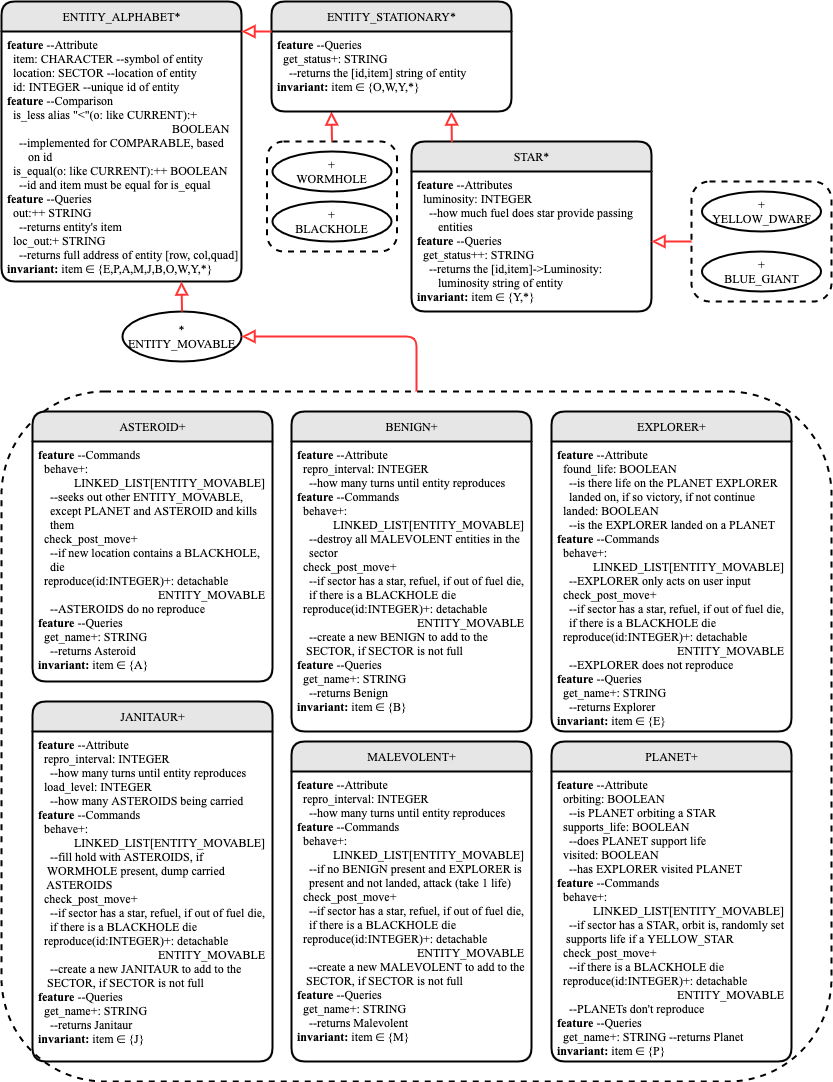 ENTITY_ALPHABET*
feature --Attribute
item: CHARACTER --symbol of entity
location: SECTOR --location of entity
id: INTEGER --unique id of entity
feature --Comparison
is_less alias "<"(o: like CURRENT):+
BOOLEAN
--implemented for COMPARABLE, based
on id
is_equal(o: like CURRENT):++ BOOLEAN
--id and item must be equal for is_equal
feature --Queries
out:++ STRING
--returns entity's item
loc_out:+ STRING
--returns full address of entity [row, col,quad]
invariant: item ∈ {E,P,A,M,J,B,O,W,Y,*}
ENTITY_STATIONARY*
feature --Queries
get_status+: STRING
--returns the [id,item] string of entity
invariant: item ∈ {O,W,Y,*}
+
WORMHOLE
+
BLACKHOLE
STAR*
feature --Attributes
luminosity: INTEGER
--how much fuel does star provide passing
entities
feature --Queries
get_status++: STRING
--returns the [id,item]->Luminosity:
luminosity string of entity
invariant: item ∈ {Y,*}
+
YELLOW_DWARF
+
BLUE_GIANT
*
ENTITY_MOVABLE
ASTEROID+
feature --Commands
behave+:
LINKED_LIST[ENTITY_MOVABLE]
--seeks out other ENTITY_MOVABLE,
except PLANET and ASTEROID and kills
them
check_post_move+
--if new location contains a BLACKHOLE,
die
reproduce(id:INTEGER)+: detachable
ENTITY_MOVABLE
--ASTEROIDS do no reproduce
feature --Queries
get_name+: STRING
--returns Asteroid
invariant: item ∈ {A}
BENIGN+
feature --Attribute
repro_interval: INTEGER
--how many turns until entity reproduces
feature --Commands
behave+:
LINKED_LIST[ENTITY_MOVABLE]
--destroy all MALEVOLENT entities in the
sector
check_post_move+
--if sector has a star, refuel, if out of fuel die,
if there is a BLACKHOLE die
reproduce(id:INTEGER)+: detachable
ENTITY_MOVABLE
--create a new BENIGN to add to the
SECTOR, if SECTOR is not full
feature --Queries
get_name+: STRING
--returns Benign
invariant: item ∈ {B}
EXPLORER+
feature --Attribute
found_life: BOOLEAN
--is there life on the PLANET EXPLORER
landed on, if so victory, if not continue
landed: BOOLEAN
--is the EXPLORER landed on a PLANET
feature --Commands
behave+:
LINKED_LIST[ENTITY_MOVABLE]
--EXPLORER only acts on user input
check_post_move+
--if sector has a star, refuel, if out of fuel die,
if there is a BLACKHOLE die
reproduce(id:INTEGER)+: detachable
ENTITY_MOVABLE
--EXPLORER does not reproduce
feature --Queries
get_name+: STRING
--returns Explorer
invariant: item ∈ {E}
JANITAUR+
feature --Attribute
repro_interval: INTEGER
--how many turns until entity reproduces
load_level: INTEGER
--how many ASTEROIDS being carried
feature --Commands
behave+:
LINKED_LIST[ENTITY_MOVABLE]
--fill hold with ASTEROIDS, if
WORMHOLE present, dump carried
ASTEROIDS
check_post_move+
--if sector has a star, refuel, if out of fuel die,
if there is a BLACKHOLE die
reproduce(id:INTEGER)+: detachable
ENTITY_MOVABLE
--create a new JANITAUR to add to the
SECTOR, if SECTOR is not full
feature --Queries
get_name+: STRING
--returns Janitaur
invariant: item ∈ {J}
MALEVOLENT+
feature --Attribute
repro_interval: INTEGER
--how many turns until entity reproduces
feature --Commands
behave+:
LINKED_LIST[ENTITY_MOVABLE]
--if no BENIGN present and EXPLORER is
present and not landed, attack (take 1 life)
check_post_move+
--if sector has a star, refuel, if out of fuel die,
if there is a BLACKHOLE die
reproduce(id:INTEGER)+: detachable
ENTITY_MOVABLE
--create a new MALEVOLENT to add to the
SECTOR, if SECTOR is not full
feature --Queries
get_name+: STRING
--returns Malevolent
invariant: item ∈ {M}
PLANET+
feature --Attribute
orbiting: BOOLEAN
--is PLANET orbiting a STAR
supports_life: BOOLEAN
--does PLANET support life
visited: BOOLEAN
--has EXPLORER visited PLANET
feature --Commands
behave+:
LINKED_LIST[ENTITY_MOVABLE]
--if sector has a STAR, orbit is, randomly set
supports life if a YELLOW_STAR
check_post_move+
--if there is a BLACKHOLE die
reproduce(id:INTEGER)+: detachable
ENTITY_MOVABLE
--PLANETs don't reproduce
feature --Queries
get_name+: STRING --returns Planet
invariant: item ∈ {P}